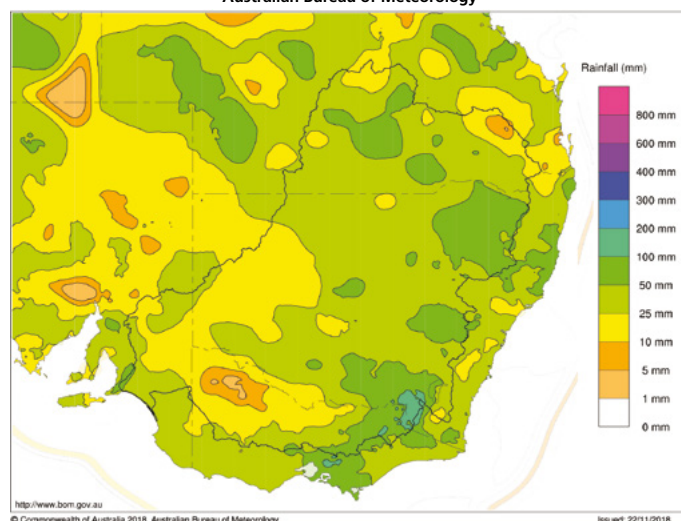 Australian Bureau of Meteorology
Rainfall (mm)
800 mm
600 mm
400 mm
300 mm
200 mm
100 mm
50 mm
25 mm
10 mm
5 mm
1 mm
0 mm
http://www.bom.gov.au
© Commonwealth of Australia 2018, Australian Bureau of Meteorology
Issued: 22/11/2018